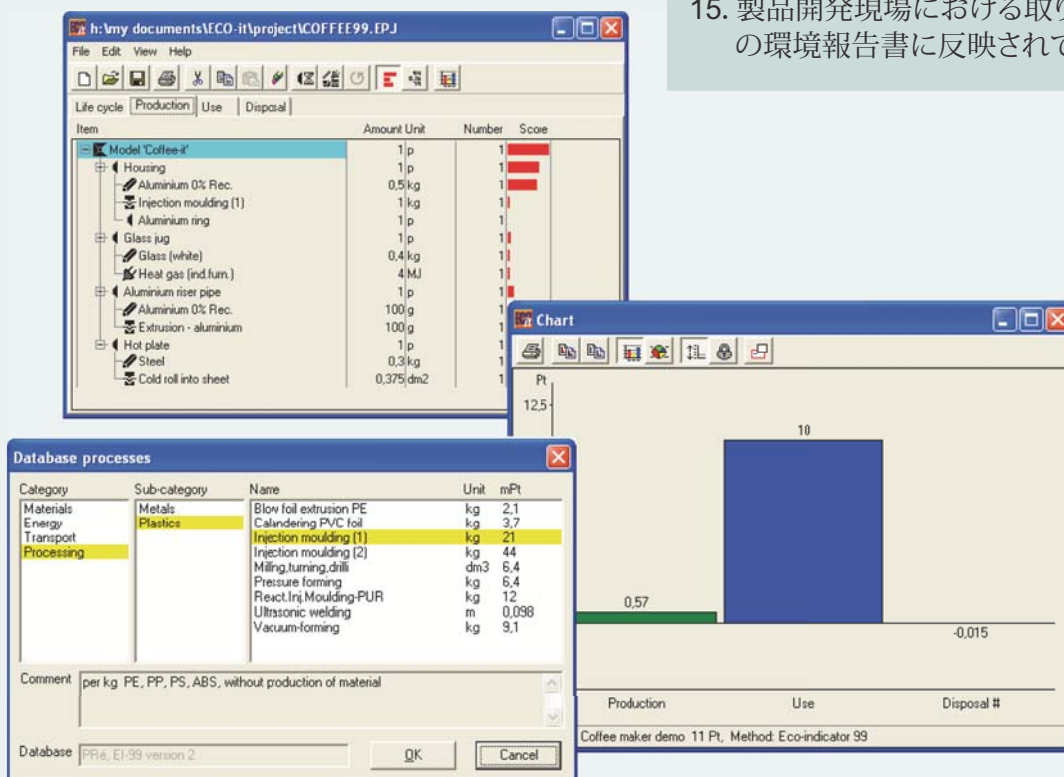 15. 製品開発現場における取り
の環境報告書に反映されて
h:\my documents\ECO-it\project\COFFEE99.EPJ
File Edit View Help
Life cycle Production Use Disposal
Item Amount Unit Number Score
Model 'Coffee-it' 1 p 1
Housing 1 p 1
Aluminium 0% Rec. 0,5 kg 1
Injection moulding (1) 1 kg 1
Aluminium ring 1 p 1
Glass jug 1 p 1
Glass (white) 0,4 kg 1
Heat gas (ind.furn.) 4 MJ 1
Aluminium riser pipe 1 p 1
Aluminium 0% Rec. 100 g 1
Extrusion - aluminium 100 g 1
Hot plate 1 p 1
Steel 0,3 kg 1
Cold roll into sheet 0,375 dm2 1
Chart
Pt
12,5
10
0,57
-0,015
Production Use Disposal #
Coffee maker demo 11 Pt, Method: Eco-indicator 99
Database processes
Category Sub-category Name Unit mPt
Materials Metals Blow foil extrusion PE kg 2,1
Energy Plastics Calandering PVC foil kg 3,7
Transport Injection moulding (1) kg 21
Processing Injection moulding (2) kg 44
Milling,turning,drilli dm3 6,4
Pressure forming kg 6,4
React.Inj.Moulding-PUR kg 12
Ultrasonic welding m 0,098
Vacuum-forming kg 9,1
Comment per kg PE, PP, PS, ABS, without production of material
Database PRé, EI-99 version 2 OK Cancel